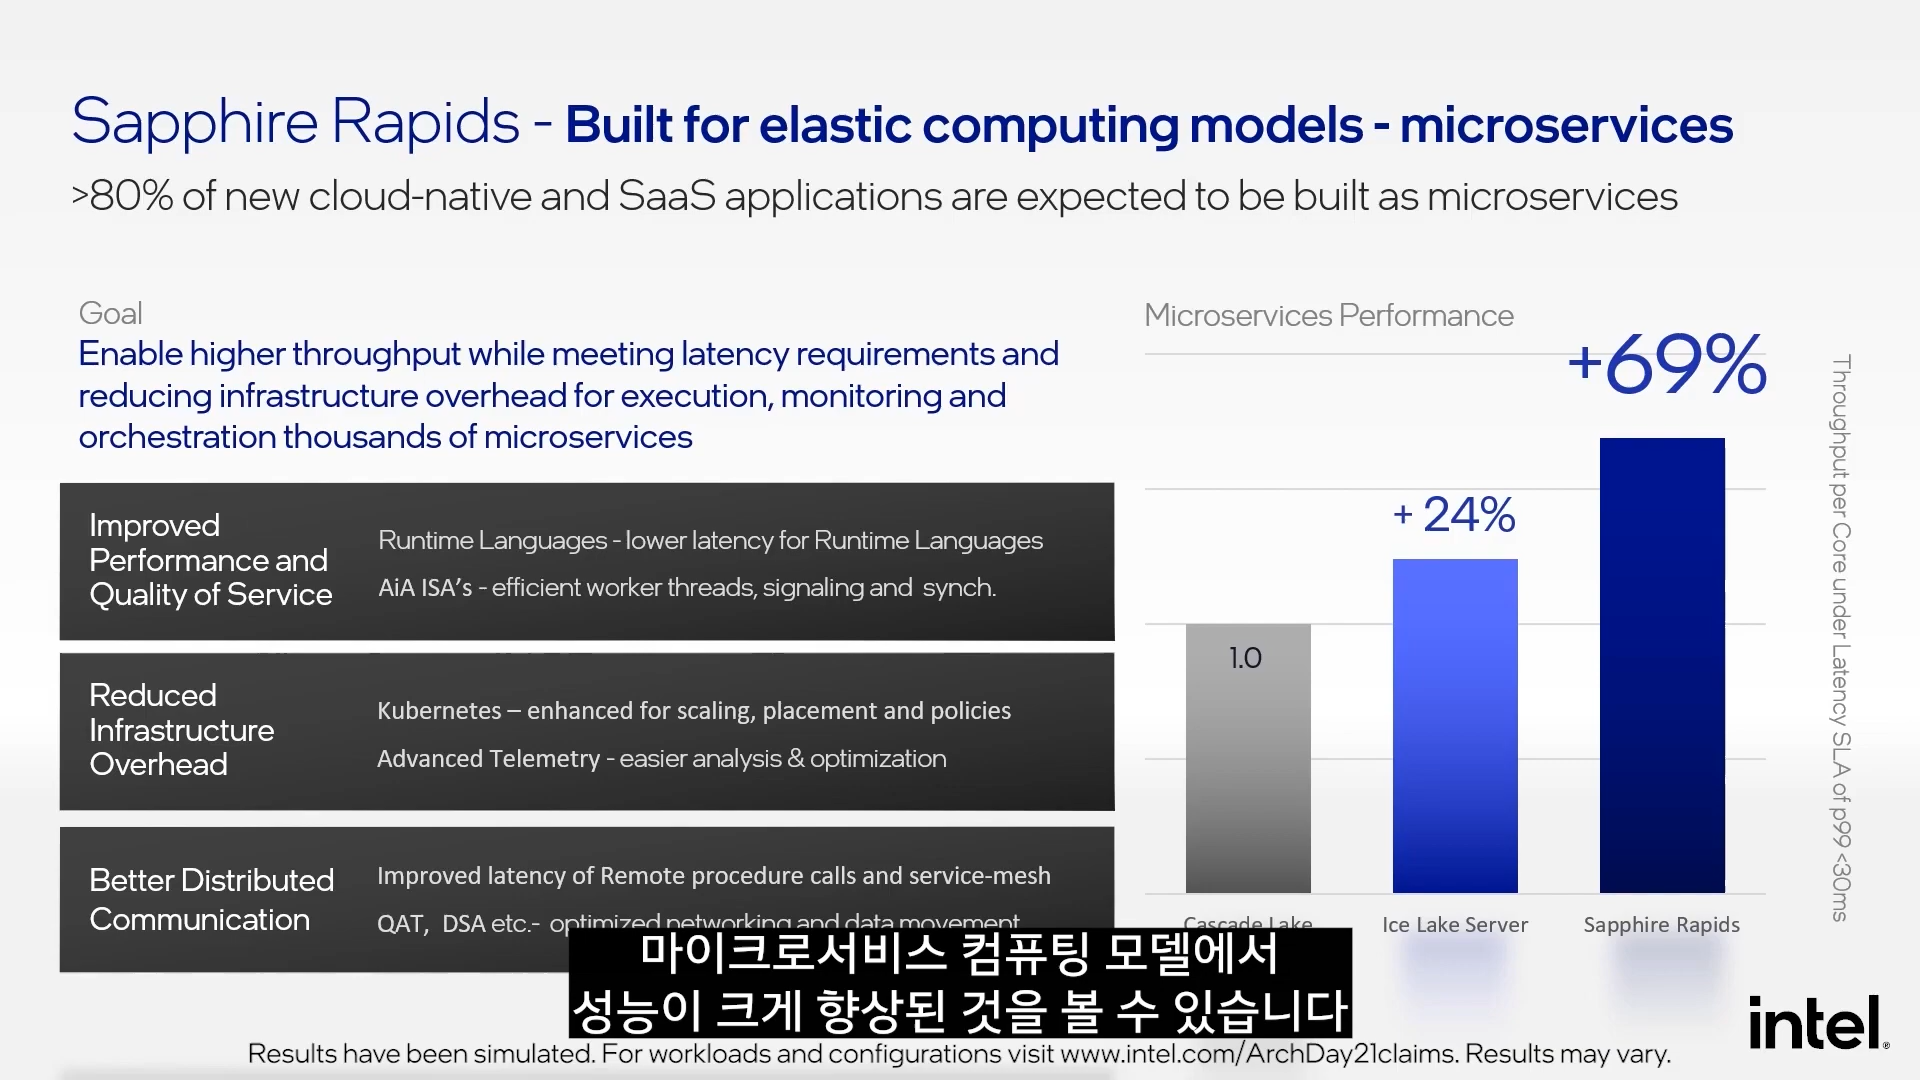 Sapphire Rapids - Built for elastic computing models - microservices
>80% of new cloud-native and SaaS applications are expected to be built as microservices
Goal
Enable higher throughput while meeting latency requirements and
reducing infrastructure overhead for execution, monitoring and
orchestration thousands of microservices
Improved
Performance and
Quality of Service
Runtime Languages - lower latency for Runtime Languages
AiA ISA's - efficient worker threads, signaling and synch.
Reduced
Infrastructure
Overhead
Kubernetes – enhanced for scaling, placement and policies
Advanced Telemetry - easier analysis & optimization
Better Distributed
Communication
Improved latency of Remote procedure calls and service-mesh
QAT, DSA etc.- optimized networking and data movement
Microservices Performance
+69%
+ 24%
1.0
Cascade Lake
Ice Lake Server
Sapphire Rapids
Throughput per Core under Latency SLA of p99 <30ms
마이크로서비스 컴퓨팅 모델에서
성능이 크게 향상된 것을 볼 수 있습니다
Results have been simulated. For workloads and configurations visit www.intel.com/ArchDay21claims. Results may vary.
intel.